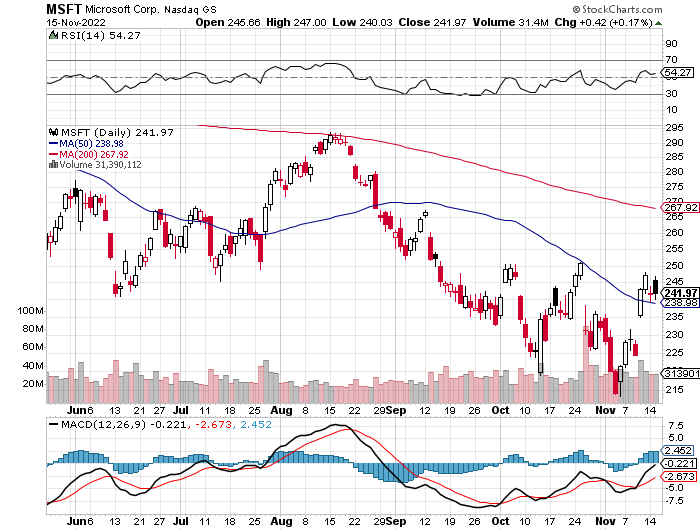 MSFT Microsoft Corp. Nasdaq GS © StockCharts.com
15-Nov-2022 Open 245.66 High 247.00 Low 240.03 Close 241.97 Volume 31.4M Chg +0.42 (+0.17%)
RSI(14) 54.27
90
70
54.27
50
30
10
MSFT (Daily) 241.97
MA(50) 238.98
MA(200) 267.92
Volume 31,390,112
295
290
285
280
275
270
267.92
265
260
255
250
245
241.97
238.98
235
230
225
220
215
100M
80M
60M
40M
20M
313901
Jun 6 13 21 27 Jul 5 11 18 25 Aug 8 15 22 29 Sep 6 12 19 26 Oct 10 17 24 Nov 7 14
MACD(12,26,9) -0.221, -2.673, 2.452
7.5
5.0
2.452
-0.221
-2.673
-5.0
-7.5
Jun 6 13 21 27 Jul 5 11 18 25 Aug 8 15 22 29 Sep 6 12 19 26 Oct 10 17 24 Nov 7 14